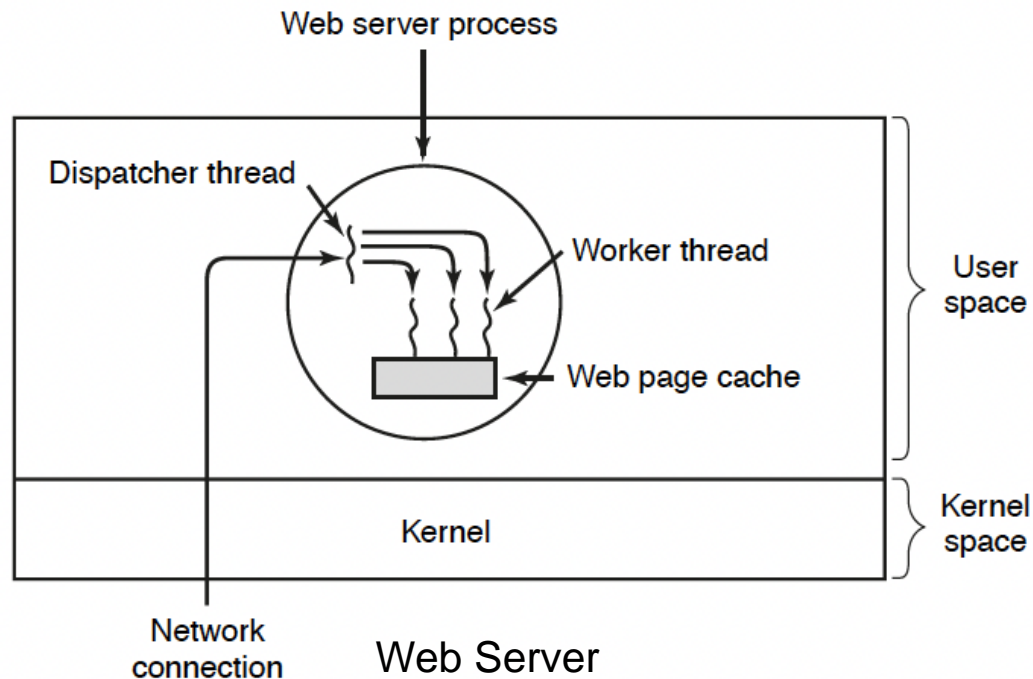 Web server process
Dispatcher thread
Worker thread
Web page cache
User
space
Kernel
Kernel
space
Network
connection
Web Server